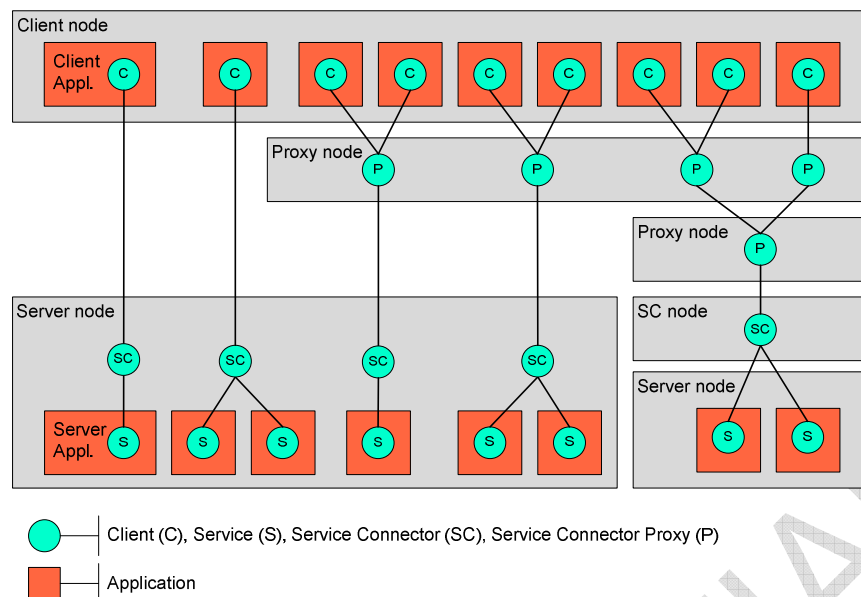 Client node
Client
Appl.
C
C
C
C
C
C
C
C
C
Proxy node
P
P
P
P
Proxy node
P
Server node
SC node
SC
SC
SC
SC
SC
Server node
Server
Appl.
S
S
S
S
S
S
S
S
Client (C), Service (S), Service Connector (SC), Service Connector Proxy (P)
Application